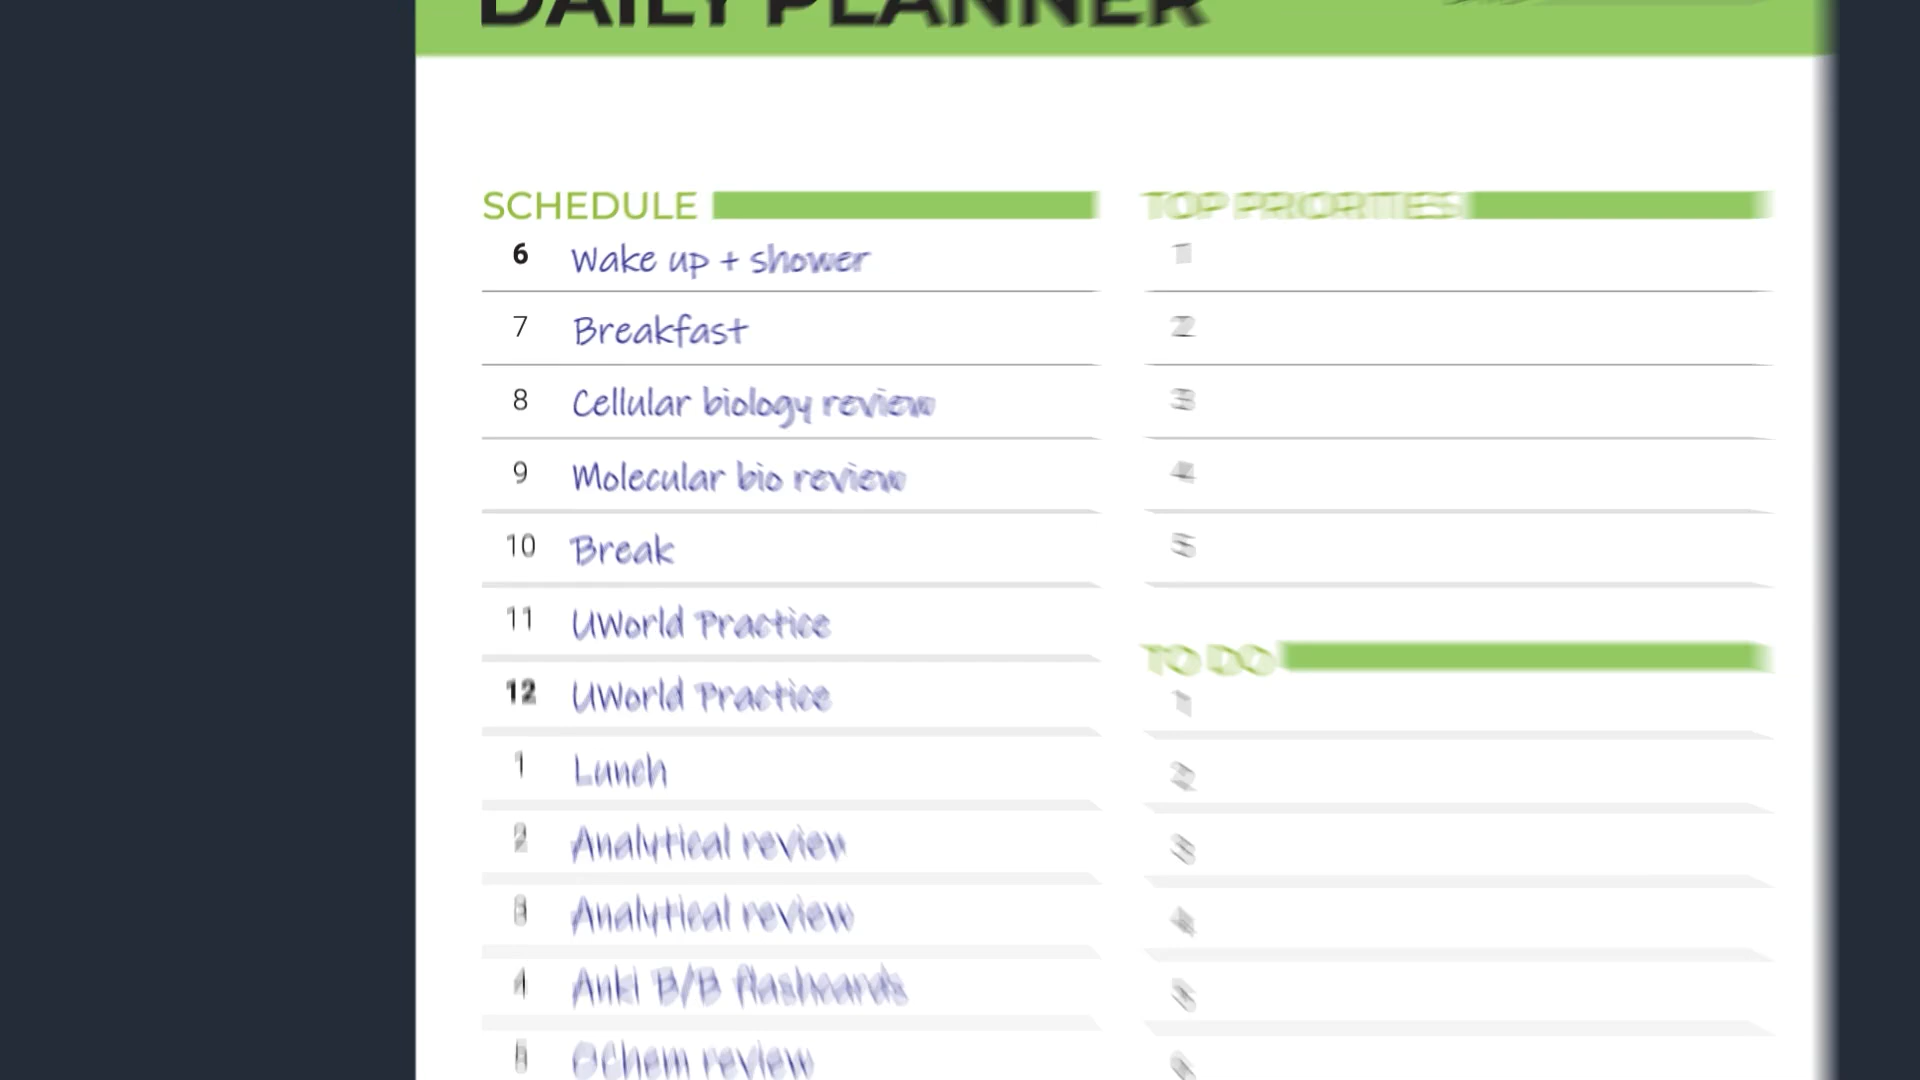 DAILY PLANNER
SCHEDULE
6 Wake up + shower
7 Breakfast
8 Cellular biology review
9 Molecular bio review
10 Break
11 UWorld Practice
12 UWorld Practice
1 Lunch
2 Analytical review
3 Analytical review
4 Anki B/B flashcards
5 OChem review
TOP PRIORITIES
1
2
3
4
5
TO DO
1
2
3
4
5
6